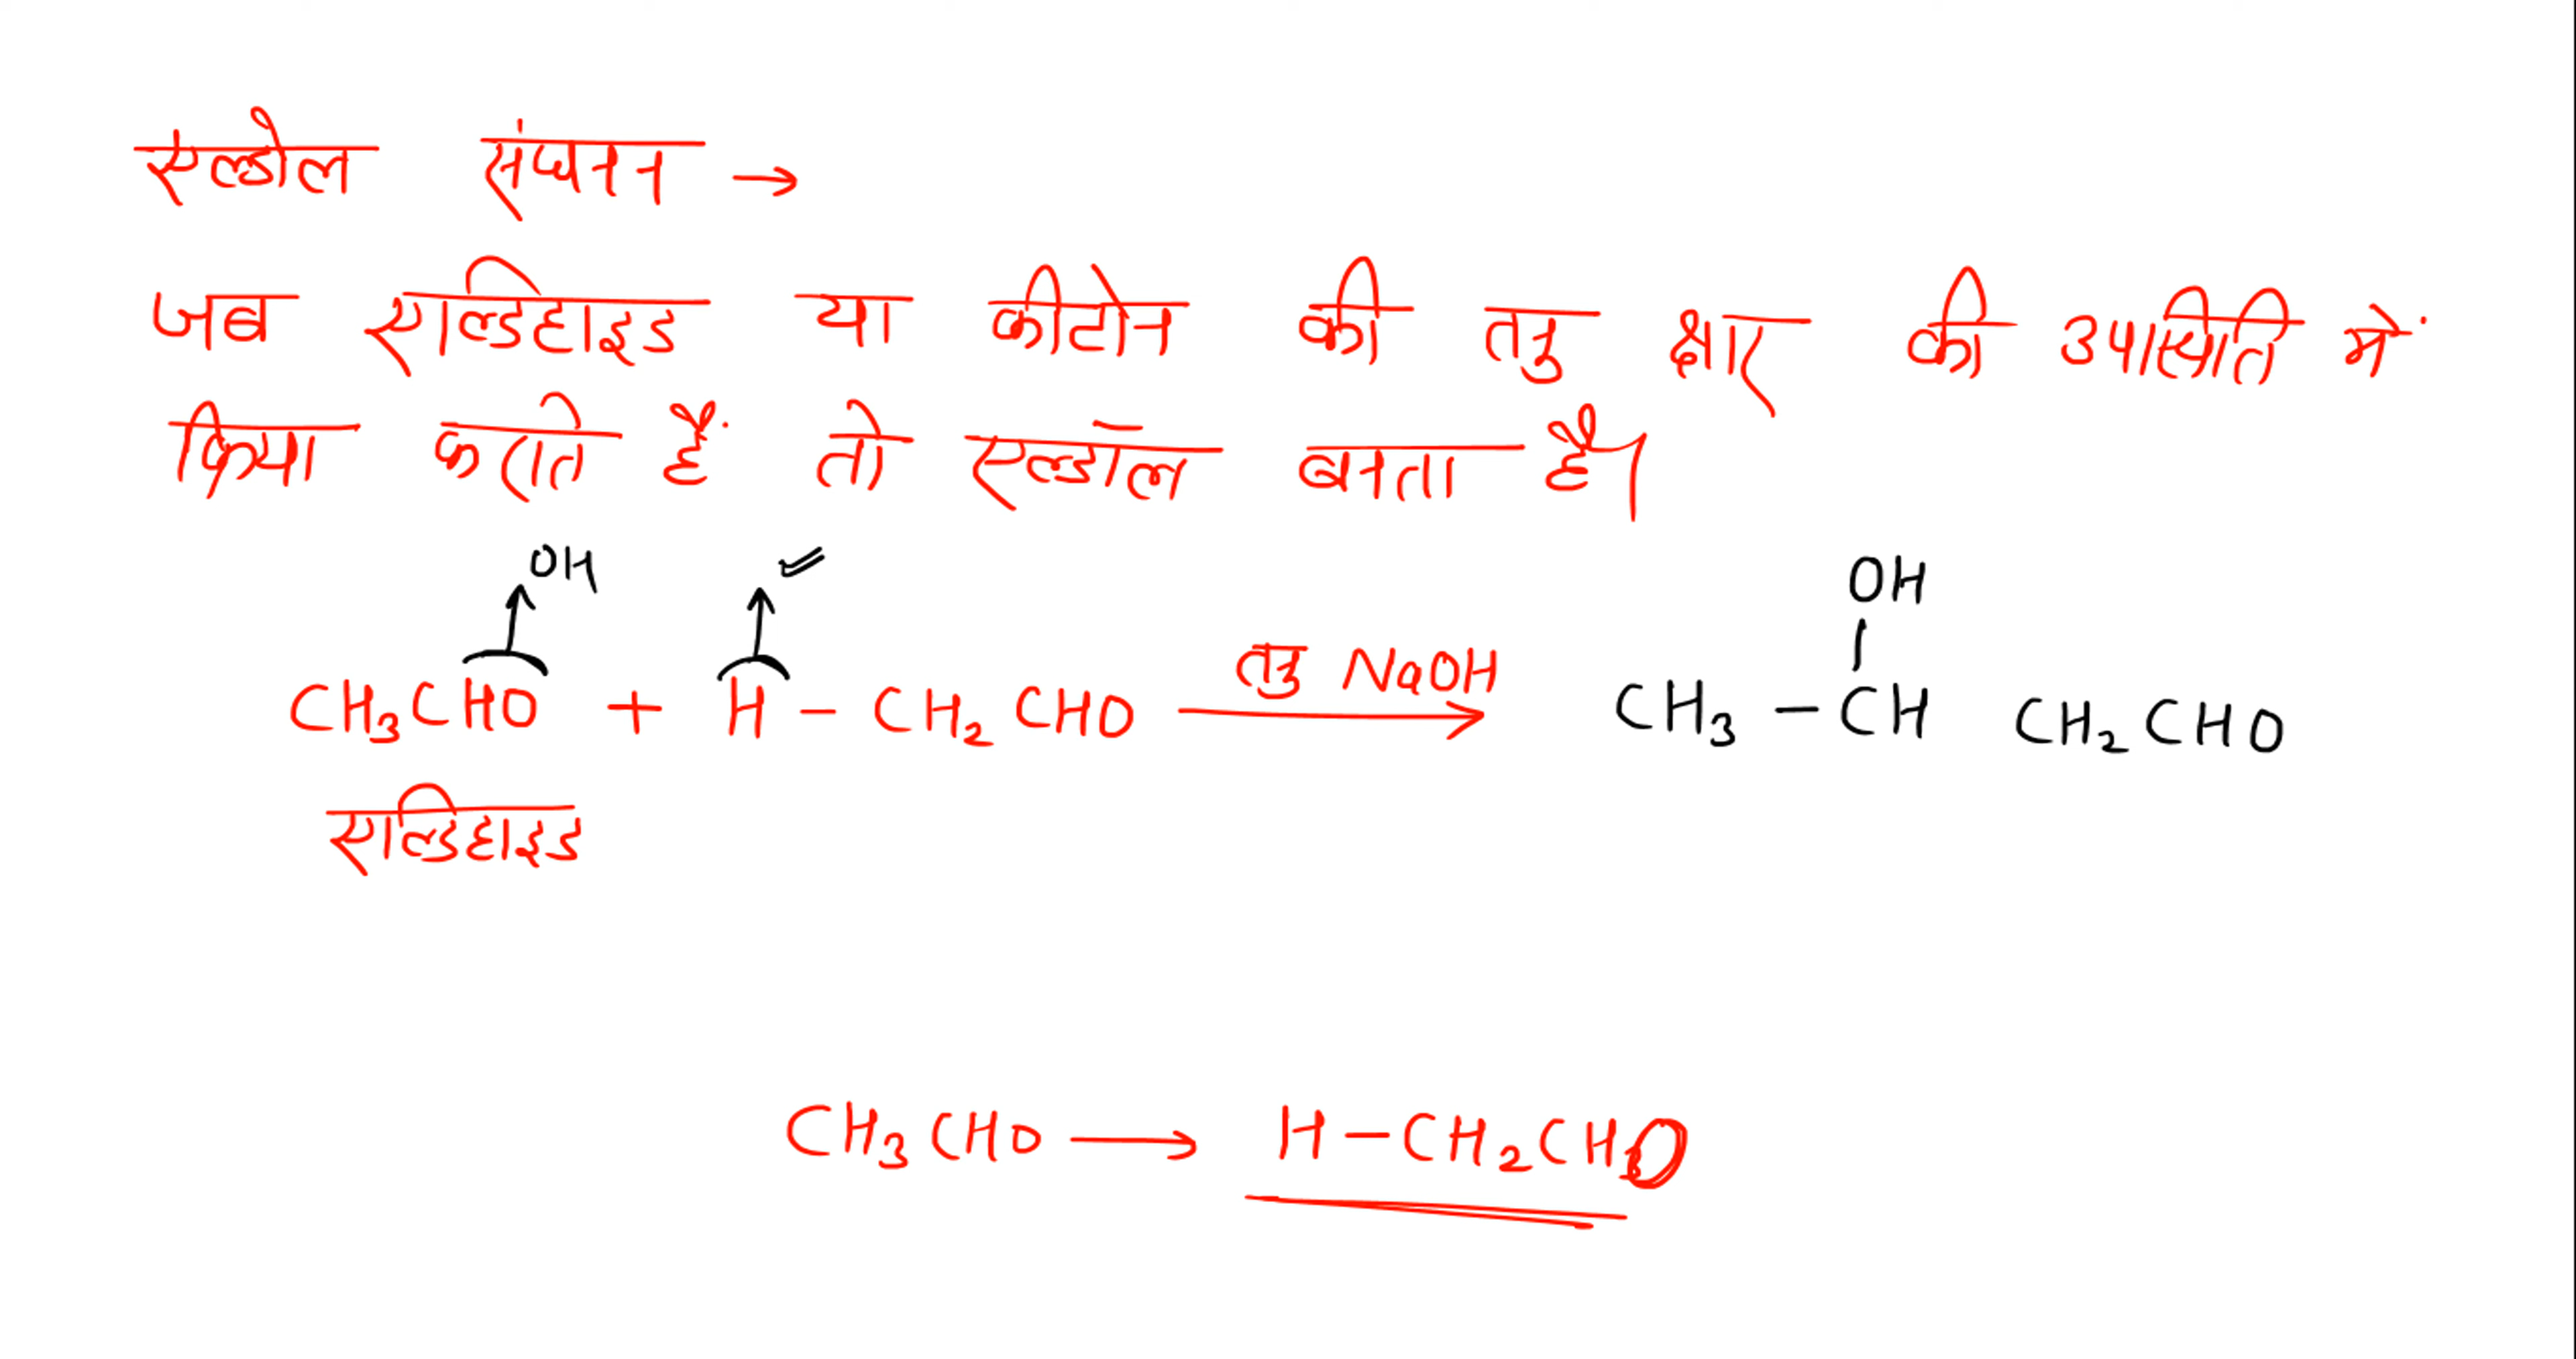 एल्डोल संघनन →
जब एल्डिहाइड या कीटोन की तनु क्षार की उपस्थिति में
क्रिया कराते हैं तो एल्डॉल बनता है।
OH
OH
CH₃CHO + H – CH₂CHO तनु NaOH → CH₃ – CH CH₂CHO
एल्डिहाइड
CH₃CHO → H – CH₂CHO